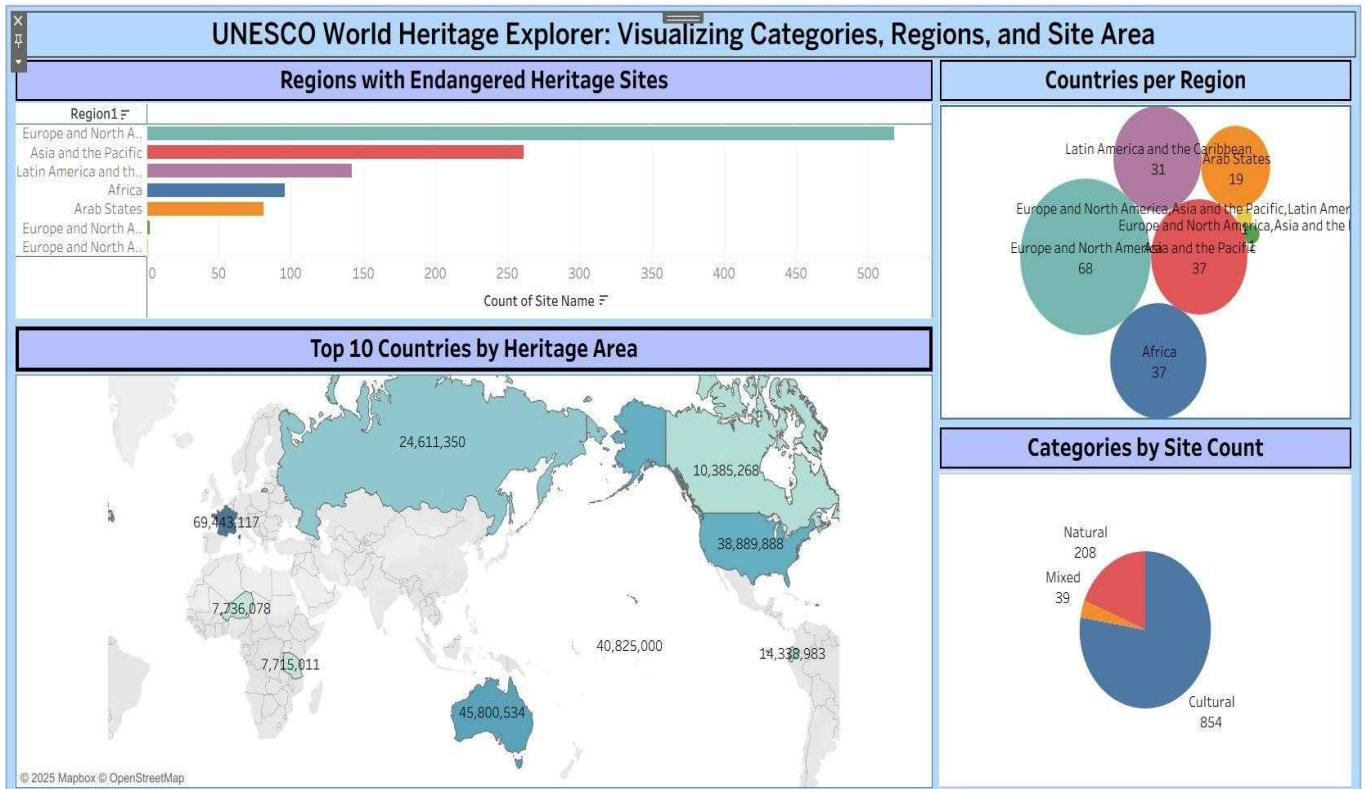 UNESCO World Heritage Explorer: Visualizing Categories, Regions, and Site Area
Regions with Endangered Heritage Sites
Region1
Europe and North A..
Asia and the Pacific
Latin America and th..
Africa
Arab States
Europe and North A..
Europe and North A..
0 50 100 150 200 250 300 350 400 450 500
Count of Site Name
Countries per Region
Latin America and the Caribbean
31
Arab States
19
Europe and North America,Asia and the Pacific,Latin Amer
1
Europe and North America,Asia and the
1
Europe and North America
68
Asia and the Pacific
37
Africa
37
Top 10 Countries by Heritage Area
24,611,350
10,385,268
69,443,117
38,889,888
7,736,078
7,715,011
40,825,000
14,338,983
45,800,534
© 2025 Mapbox © OpenStreetMap
Categories by Site Count
Natural
208
Mixed
39
Cultural
854